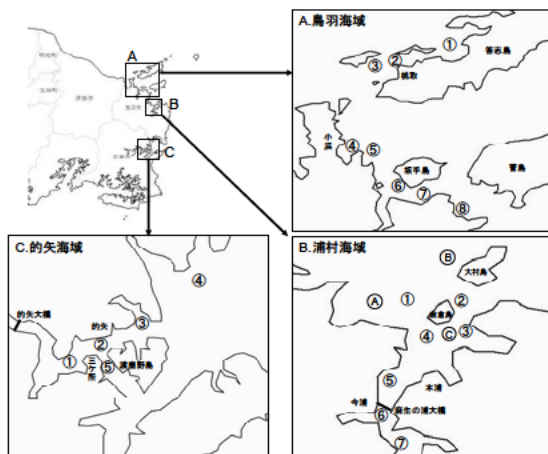 A
B
C
A.鳥羽海域
①
②
③
答志島
桃取
小浜
④
⑤
坂手島
菅島
⑥
⑦
⑧
C.的矢海域
④
的矢大橋
的矢
③
②
①
三ケ所
⑤
渡鹿野島
B.浦村海域
B
大村島
A
①
②
④
C
③
⑤
本浦
今浦
麻生の浦大橋
⑥
⑦